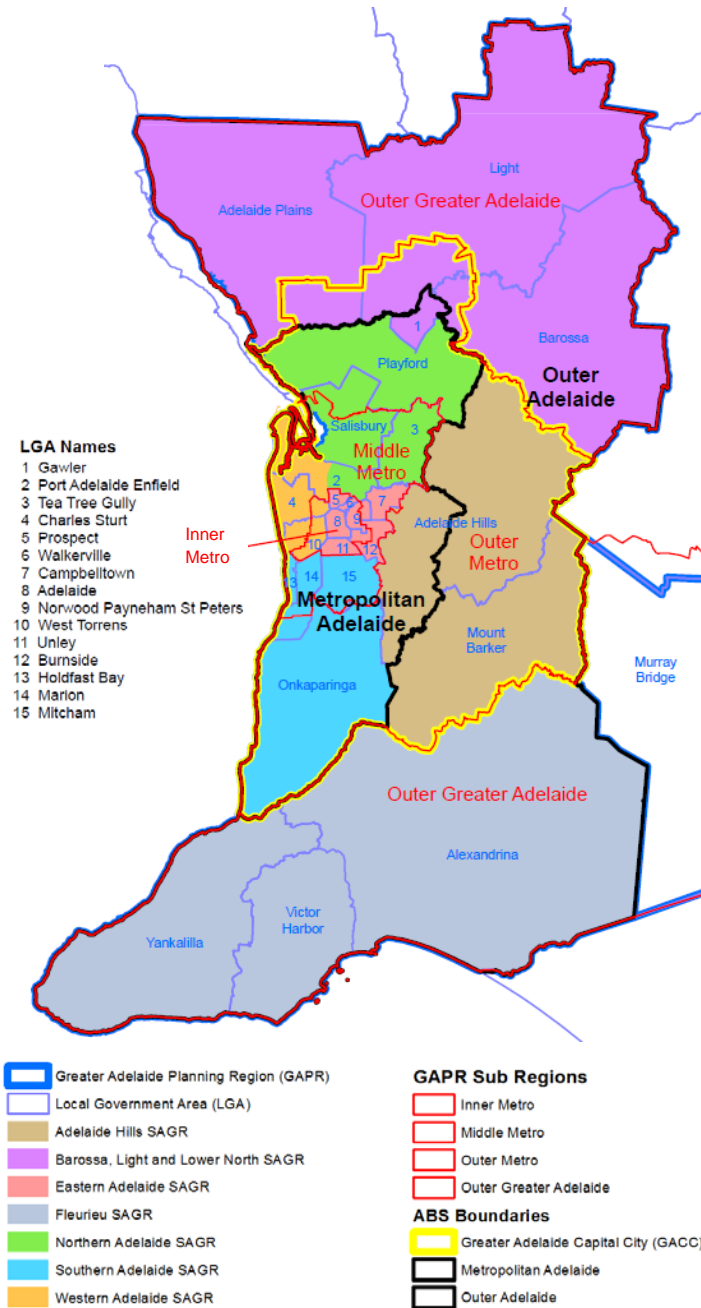 Light
Outer Greater Adelaide
Adelaide Plains
1
Barossa
Playford
Outer
Adelaide
Salisbury
3
Middle
Metro
LGA Names
1 Gawler
2 Port Adelaide Enfield
3 Tea Tree Gully
4 Charles Sturt
5 Prospect
6 Walkerville
7 Campbelltown
8 Adelaide
9 Norwood Payneham St Peters
10 West Torrens
11 Unley
12 Burnside
13 Holdfast Bay
14 Marion
15 Mitcham
2
4
5
6
7
8
9
Inner
Metro
10
11
12
Adelaide Hills
Outer
Metro
13
14
15
Metropolitan
Adelaide
Mount
Barker
Murray
Bridge
Onkaparinga
Outer Greater Adelaide
Alexandrina
Victor
Harbor
Yankalilla
Greater Adelaide Planning Region (GAPR)
Local Government Area (LGA)
Adelaide Hills SAGR
Barossa, Light and Lower North SAGR
Eastern Adelaide SAGR
Fleurieu SAGR
Northern Adelaide SAGR
Southern Adelaide SAGR
Western Adelaide SAGR
GAPR Sub Regions
Inner Metro
Middle Metro
Outer Metro
Outer Greater Adelaide
ABS Boundaries
Greater Adelaide Capital City (GACC)
Metropolitan Adelaide
Outer Adelaide